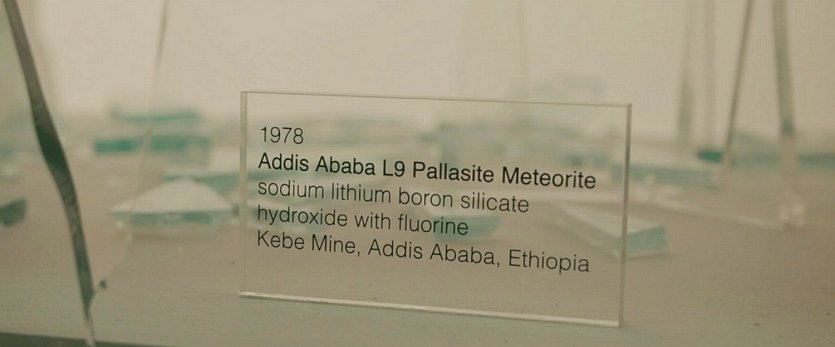 1978
Addis Ababa L9 Pallasite Meteorite
sodium lithium boron silicate
hydroxide with fluorine
Kebe Mine, Addis Ababa, Ethiopia